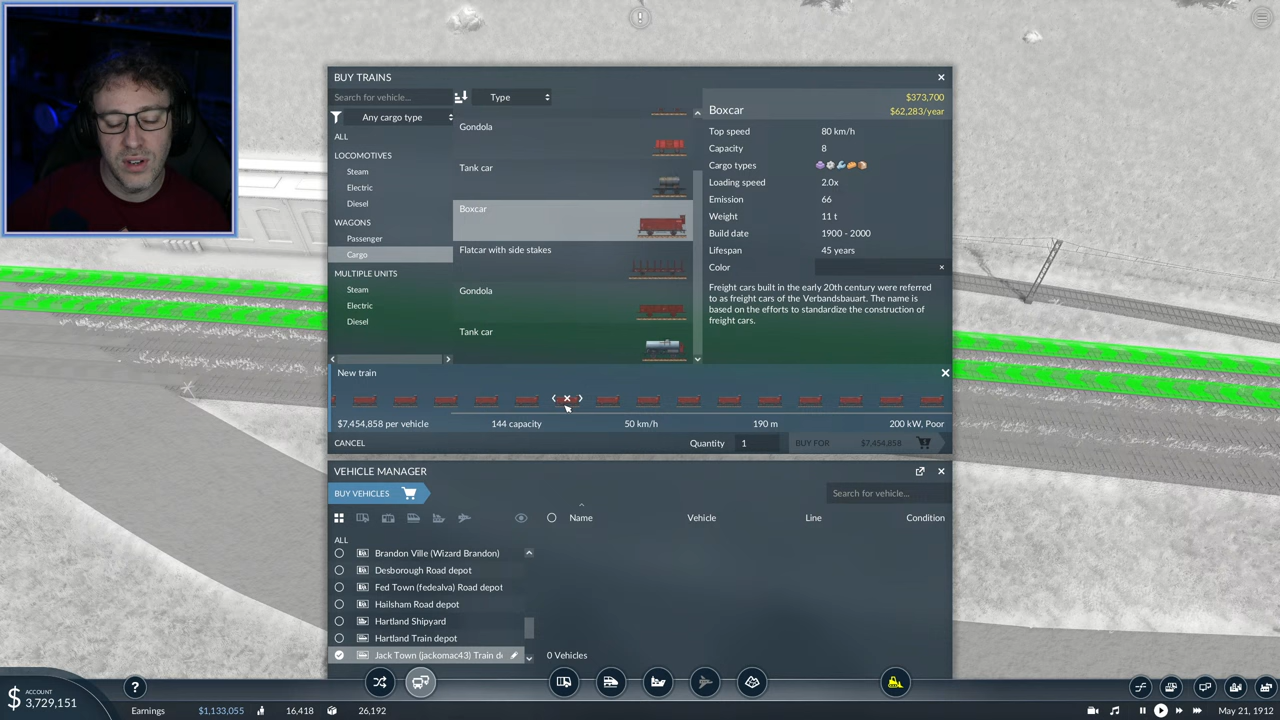 BUY TRAINS
Search for vehicle...
Type
Any cargo type
ALL
LOCOMOTIVES
Steam
Electric
Diesel
WAGONS
Passenger
Cargo
MULTIPLE UNITS
Steam
Electric
Diesel
Gondola
Tank car
Boxcar
Flatcar with side stakes
Gondola
Tank car
$373,700
Boxcar
$62,283/year
Top speed 80 km/h
Capacity 8
Cargo types
Loading speed 2.0x
Emission 66
Weight 11 t
Build date 1900 - 2000
Lifespan 45 years
Color
Freight cars built in the early 20th century were referred
to as freight cars of the Verbandsbauart. The name is
based on the efforts to standardize the construction of
freight cars.
New train
$7,454,858 per vehicle 144 capacity 50 km/h 190 m 200 kW, Poor
CANCEL Quantity 1 BUY FOR $7,454,858
VEHICLE MANAGER
BUY VEHICLES
Search for vehicle...
Name Vehicle Line Condition
ALL
Brandon Ville (Wizard Brandon)
Desborough Road depot
Fed Town (fedealva) Road depot
Hailsham Road depot
Hartland Shipyard
Hartland Train depot
Jack Town (jackomac43) Train d
0 Vehicles
$ ACCOUNT
3,729,151
?
Earnings $1,133,055 16,418 26,192
May 21, 1912